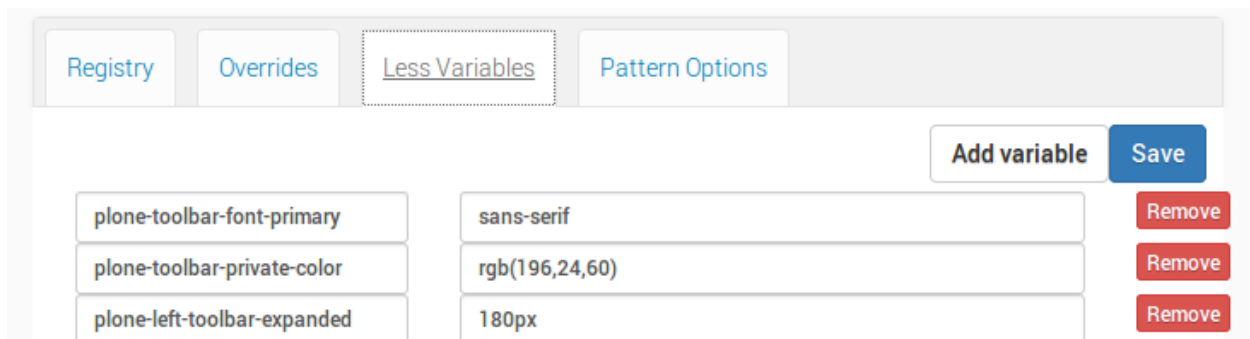 Registry Overrides Less Variables Pattern Options
Add variable Save
plone-toolbar-font-primary sans-serif Remove
plone-toolbar-private-color rgb(196,24,60) Remove
plone-left-toolbar-expanded 180px Remove